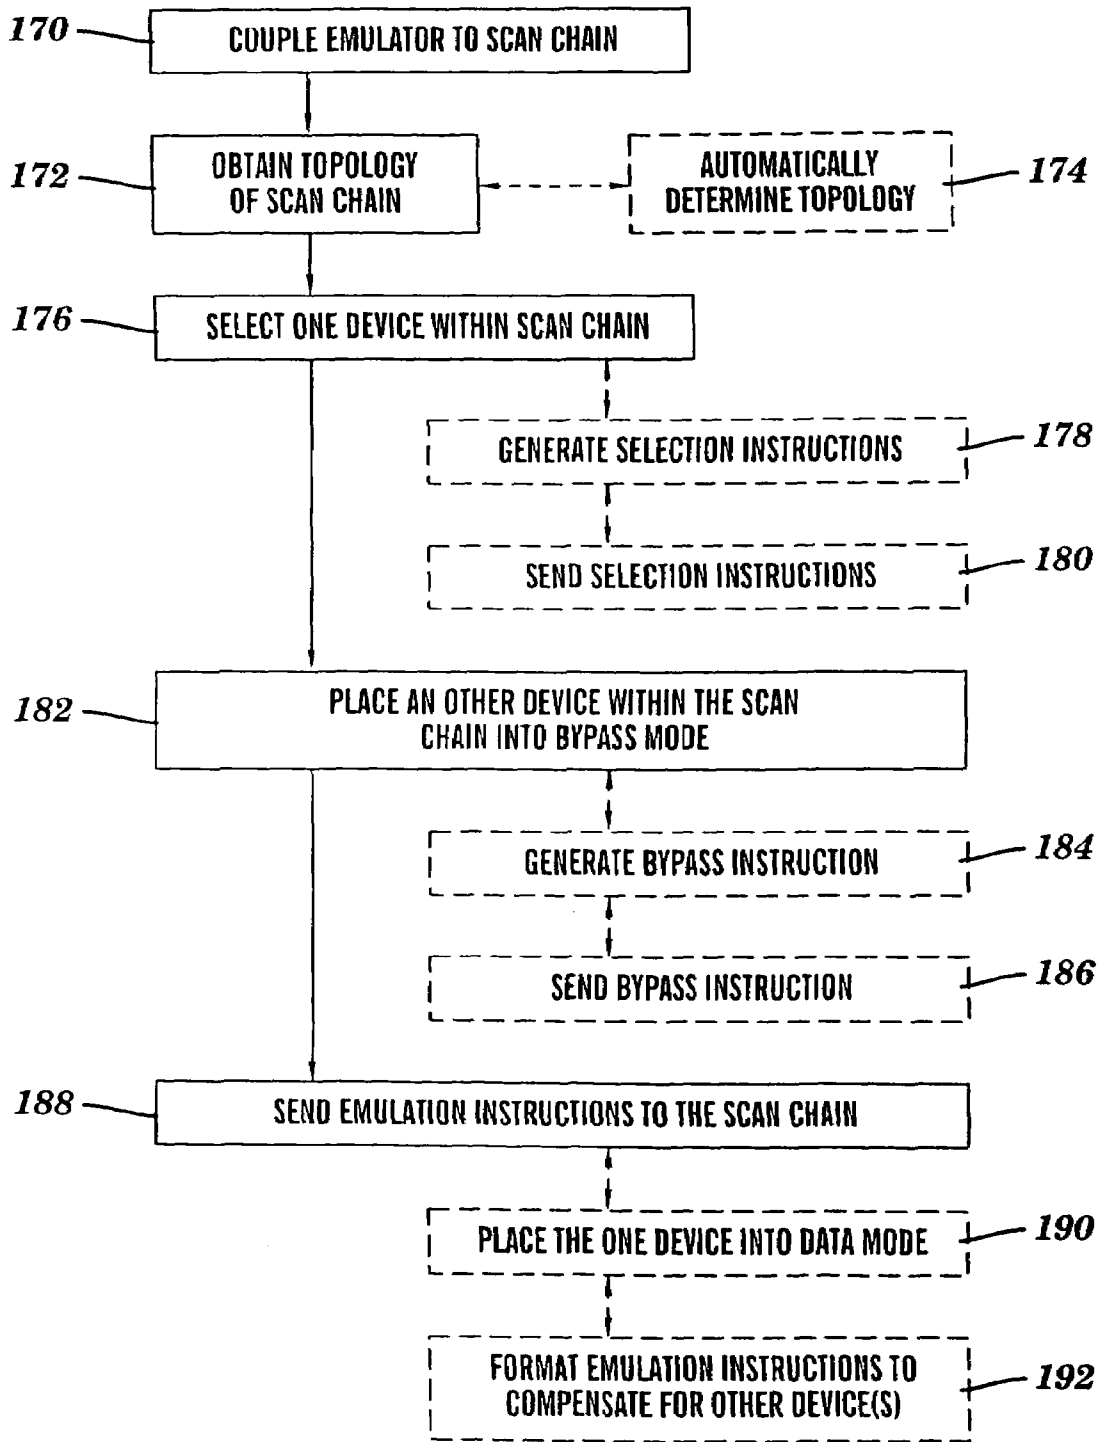 170
COUPLE EMULATOR TO SCAN CHAIN
172
OBTAIN TOPOLOGY
OF SCAN CHAIN
AUTOMATICALLY
DETERMINE TOPOLOGY
174
176
SELECT ONE DEVICE WITHIN SCAN CHAIN
GENERATE SELECTION INSTRUCTIONS
178
SEND SELECTION INSTRUCTIONS
180
182
PLACE AN OTHER DEVICE WITHIN THE SCAN
CHAIN INTO BYPASS MODE
GENERATE BYPASS INSTRUCTION
184
SEND BYPASS INSTRUCTION
186
188
SEND EMULATION INSTRUCTIONS TO THE SCAN CHAIN
PLACE THE ONE DEVICE INTO DATA MODE
190
FORMAT EMULATION INSTRUCTIONS TO
COMPENSATE FOR OTHER DEVICE(S)
192